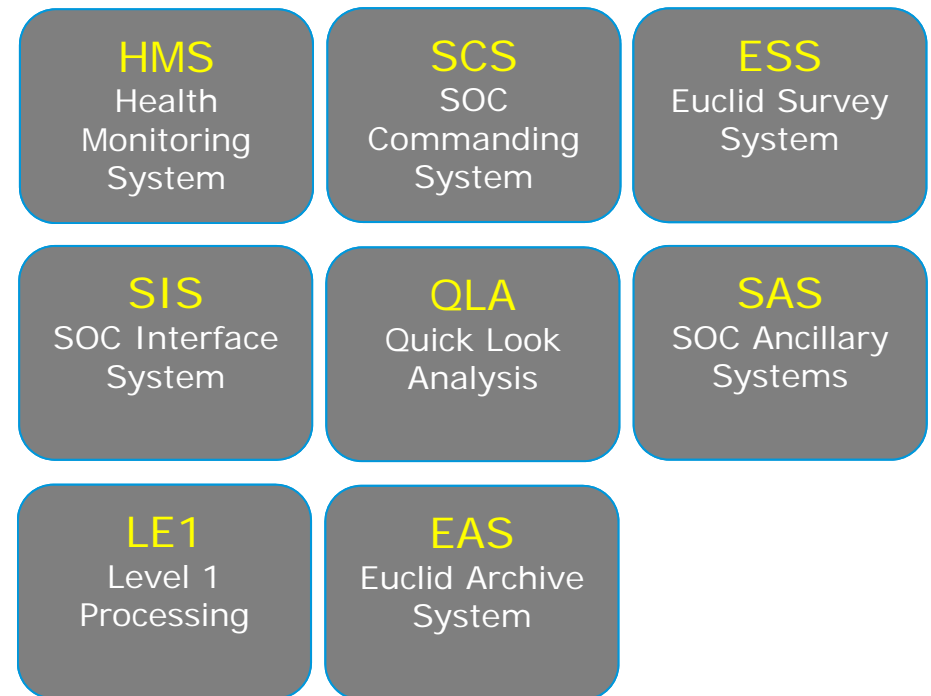 HMS
Health
Monitoring
System
SCS
SOC
Commanding
System
ESS
Euclid Survey
System
SIS
SOC Interface
System
QLA
Quick Look
Analysis
SAS
SOC Ancillary
Systems
LE1
Level 1
Processing
EAS
Euclid Archive
System